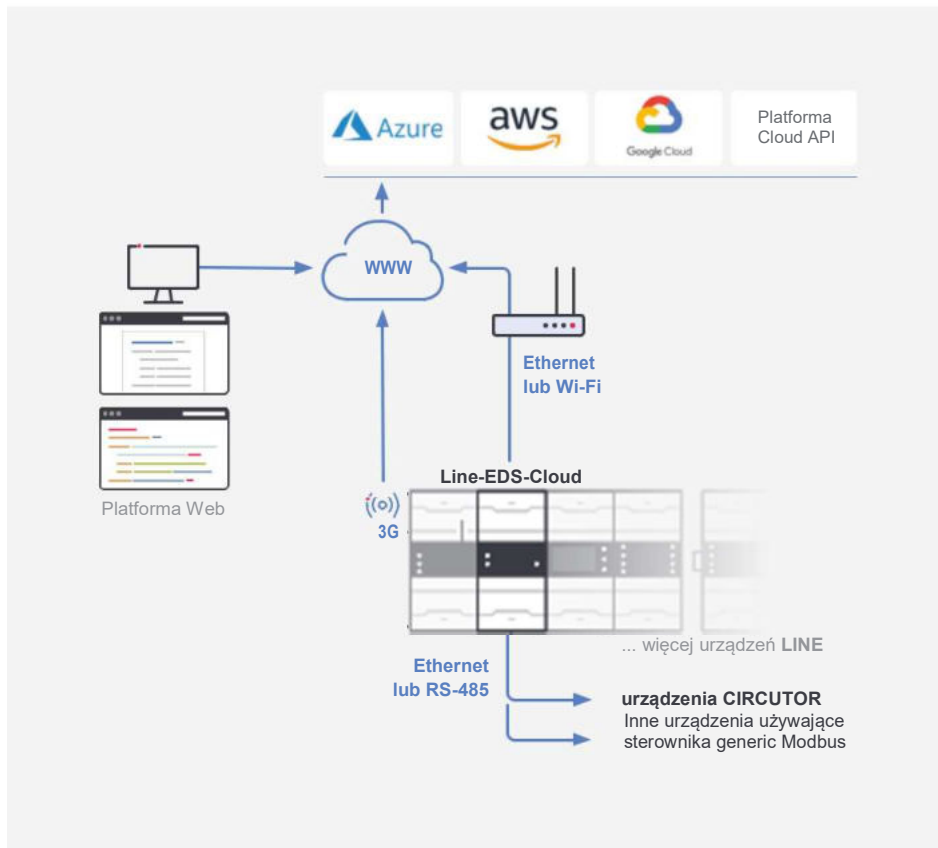 Azure
aws
Google Cloud
Platforma
Cloud API
WWW
Ethernet
lub Wi-Fi
Platforma Web
Line-EDS-Cloud
3G
... więcej urządzeń LINE
Ethernet
lub RS-485
urządzenia CIRCUTOR
Inne urządzenia używające
sterownika generic Modbus